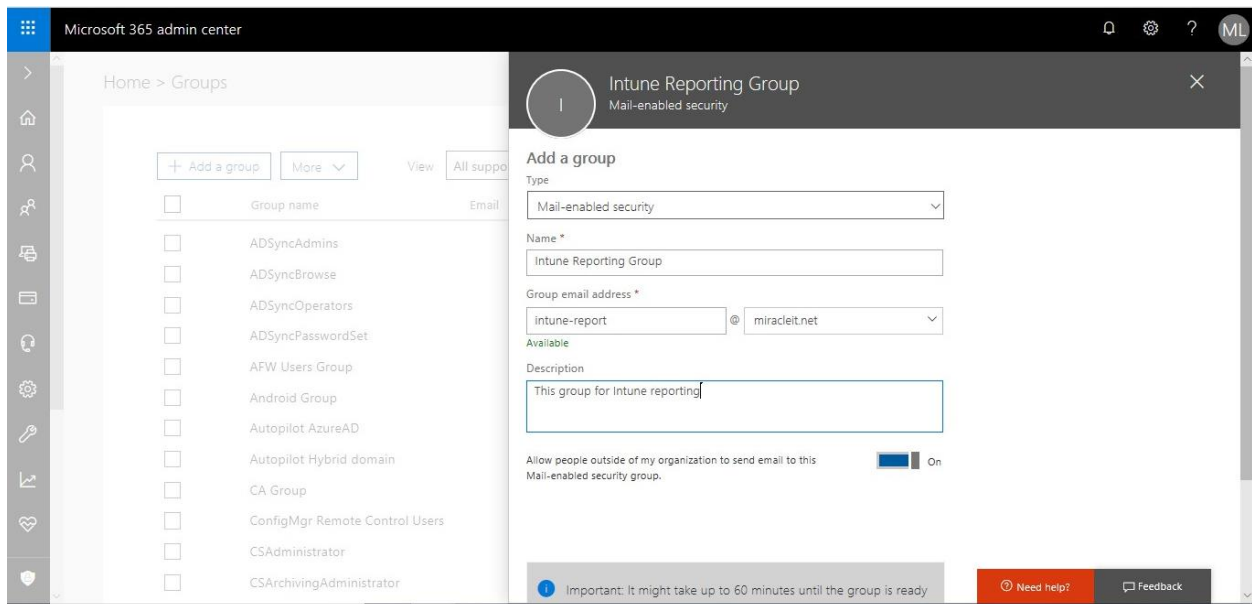 Microsoft 365 admin center
ML
Home > Groups
+ Add a group
More
View
All suppo
Group name
Email
ADSyncAdmins
ADSyncBrowse
ADSyncOperators
ADSyncPasswordSet
AFW Users Group
Android Group
Autopilot AzureAD
Autopilot Hybrid domain
CA Group
ConfigMgr Remote Control Users
CSAdministrator
CSArchivingAdministrator
I
Intune Reporting Group
Mail-enabled security
Add a group
Type
Mail-enabled security
Name *
Intune Reporting Group
Group email address *
intune-report @ miracleit.net
Available
Description
This group for Intune reporting
Allow people outside of my organization to send email to this
Mail-enabled security group.
On
Important: It might take up to 60 minutes until the group is ready
Need help?
Feedback